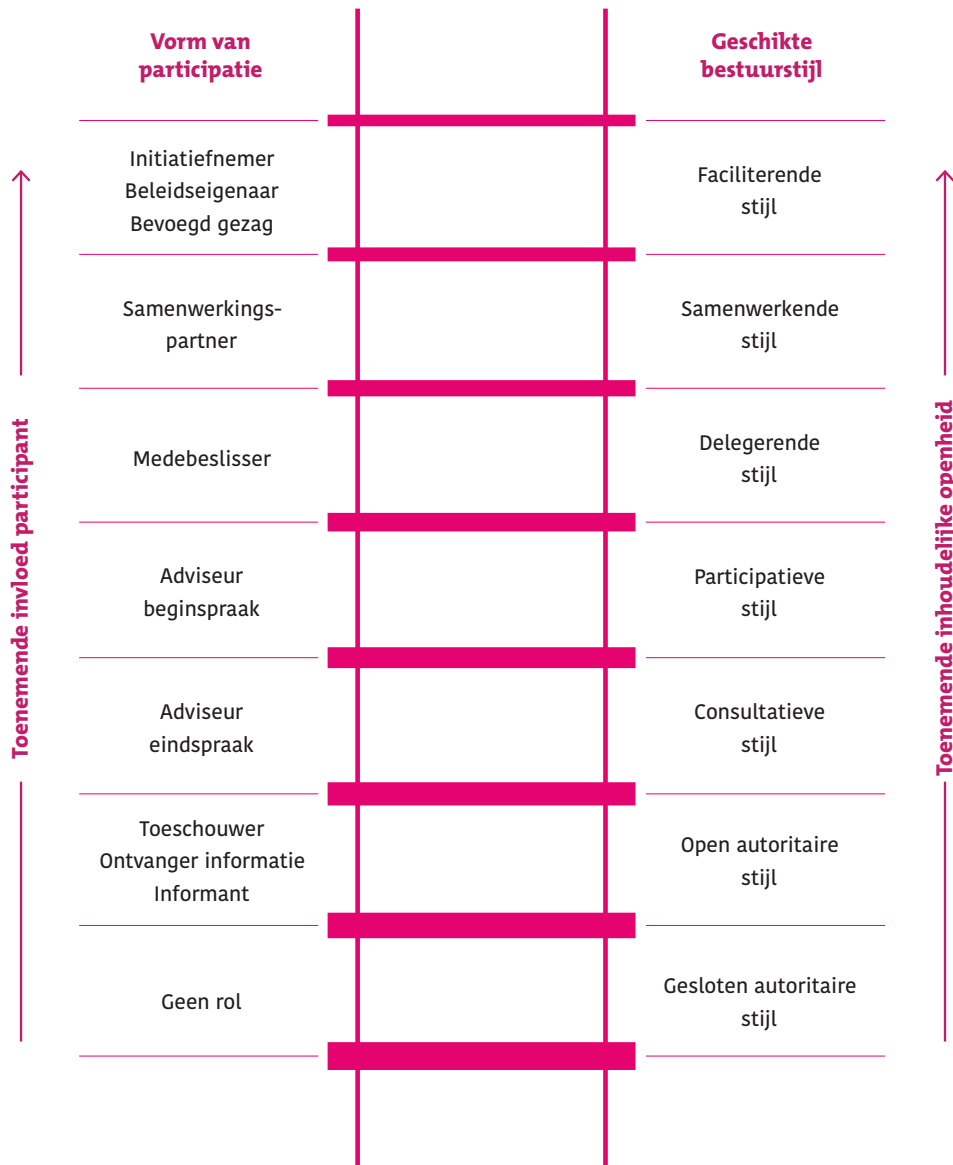 Vorm van
participatie
Geschikte
bestuurstijl
Initiatiefnemer
Beleidseigenaar
Bevoegd gezag
Faciliterende
stijl
Samenwerkings-
partner
Samenwerkende
stijl
Medebeslisser
Delegerende
stijl
Adviseur
beginspraak
Participatieve
stijl
Adviseur
eindspraak
Consultatieve
stijl
Toeschouwer
Ontvanger informatie
Informant
Open autoritaire
stijl
Geen rol
Gesloten autoritaire
stijl
Toenemende invloed participant
Toenemende inhoudelijke openheid